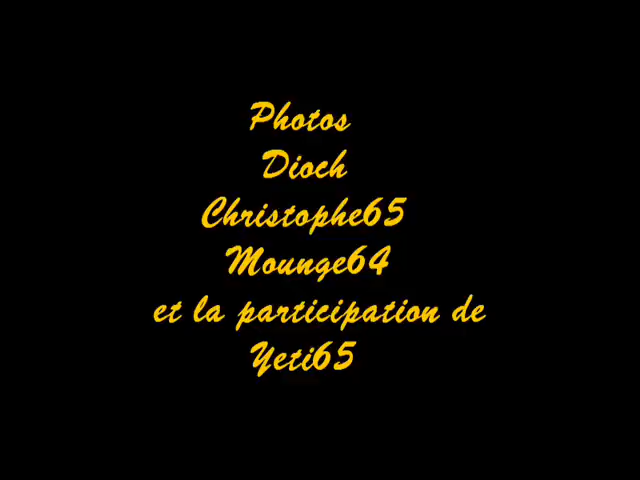 Photos
Dioch
Christophe65
Mounge64
et la participation de
Yeti65